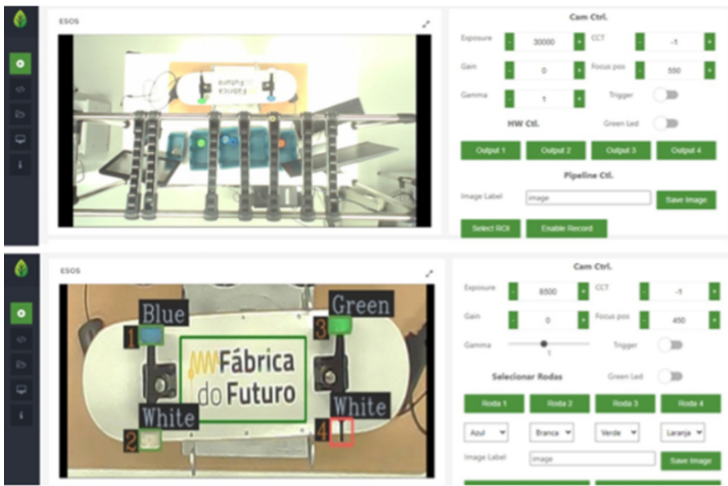 ESOS
Cam Ctrl.
Exposure - 30000 + CCT - -1 +
Gain - 0 + Focus pos - 550 +
Gamma - 1 + Trigger
HW Ctl. Green Led
Output 1 Output 2 Output 3 Output 4
Pipeline Ctl.
Image Label image Save Image
Select ROI Enable Record
Fábrica
do Futuro
ESOS
Blue
1
Green
3
Fábrica
do Futuro
White
2
White
4
Cam Ctrl.
Exposure - 8500 + CCT - -1 +
Gain - 0 + Focus pos - 450 +
Gamma 1 Trigger
Selecionar Rodas Green Led
Roda 1 Roda 2 Roda 3 Roda 4
Azul Branca Verde Laranja
Image Label image Save Image